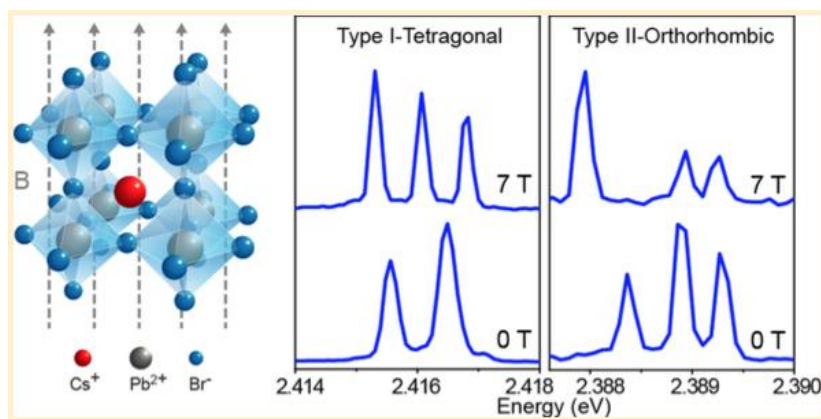 B
Cs+
Pb2+
Br-
Type I-Tetragonal
7 T
0 T
2.414
2.416
2.418
Type II-Orthorhombic
7 T
0 T
2.388
2.389
2.390
Energy (eV)